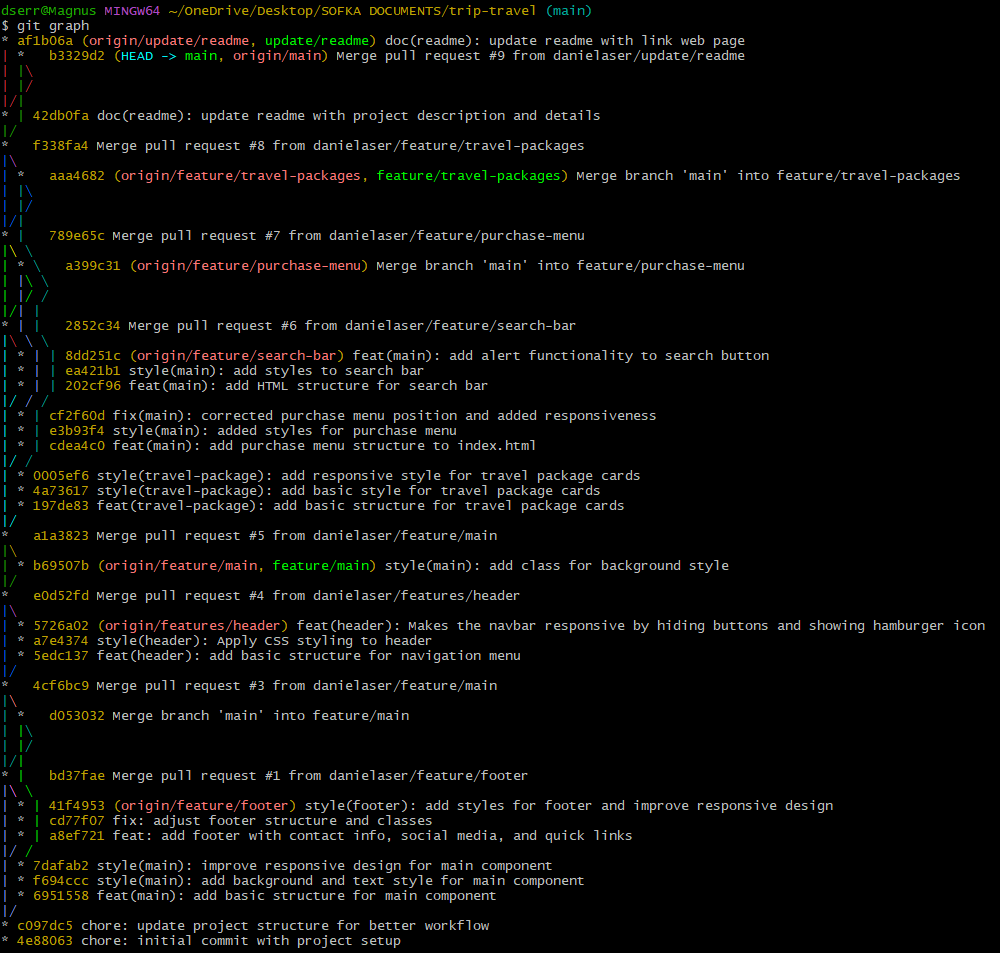 dserr@Magnus MINGW64 ~/OneDrive/Desktop/SOFKA DOCUMENTS/trip-travel (main)
$ git graph
* af1b06a (origin/update/readme, update/readme) doc(readme): update readme with link web page
| *   b3329d2 (HEAD -> main, origin/main) Merge pull request #9 from danielaser/update/readme
| |\
| |/
|/|
* | 42db0fa doc(readme): update readme with project description and details
|/
*   f338fa4 Merge pull request #8 from danielaser/feature/travel-packages
|\
| *   aaa4682 (origin/feature/travel-packages, feature/travel-packages) Merge branch 'main' into feature/travel-packages
| |\
| |/
|/|
* |   789e65c Merge pull request #7 from danielaser/feature/purchase-menu
|\ \
| * \   a399c31 (origin/feature/purchase-menu) Merge branch 'main' into feature/purchase-menu
| |\ \
| |/ /
|/| |
* | |   2852c34 Merge pull request #6 from danielaser/feature/search-bar
|\ \ \
| * | | 8dd251c (origin/feature/search-bar) feat(main): add alert functionality to search button
| * | | ea421b1 style(main): add styles to search bar
| * | | 202cf96 feat(main): add HTML structure for search bar
|/ / /
| * | cf2f60d fix(main): corrected purchase menu position and added responsiveness
| * | e3b93f4 style(main): added styles for purchase menu
| * | cdea4c0 feat(main): add purchase menu structure to index.html
|/ /
| * 0005ef6 style(travel-package): add responsive style for travel package cards
| * 4a73617 style(travel-package): add basic style for travel package cards
| * 197de83 feat(travel-package): add basic structure for travel package cards
|/
*   a1a3823 Merge pull request #5 from danielaser/feature/main
|\
| * b69507b (origin/feature/main, feature/main) style(main): add class for background style
|/
*   e0d52fd Merge pull request #4 from danielaser/features/header
|\
| * 5726a02 (origin/features/header) feat(header): Makes the navbar responsive by hiding buttons and showing hamburger icon
| * a7e4374 style(header): Apply CSS styling to header
| * 5edc137 feat(header): add basic structure for navigation menu
|/
*   4cf6bc9 Merge pull request #3 from danielaser/feature/main
|\
| *   d053032 Merge branch 'main' into feature/main
| |\
| |/
|/|
* |   bd37fae Merge pull request #1 from danielaser/feature/footer
|\ \
| * | 41f4953 (origin/feature/footer) style(footer): add styles for footer and improve responsive design
| * | cd77f07 fix: adjust footer structure and classes
| * | a8ef721 feat: add footer with contact info, social media, and quick links
|/ /
| * 7dafab2 style(main): improve responsive design for main component
| * f694ccc style(main): add background and text style for main component
| * 6951558 feat(main): add basic structure for main component
|/
* c097dc5 chore: update project structure for better workflow
* 4e88063 chore: initial commit with project setup